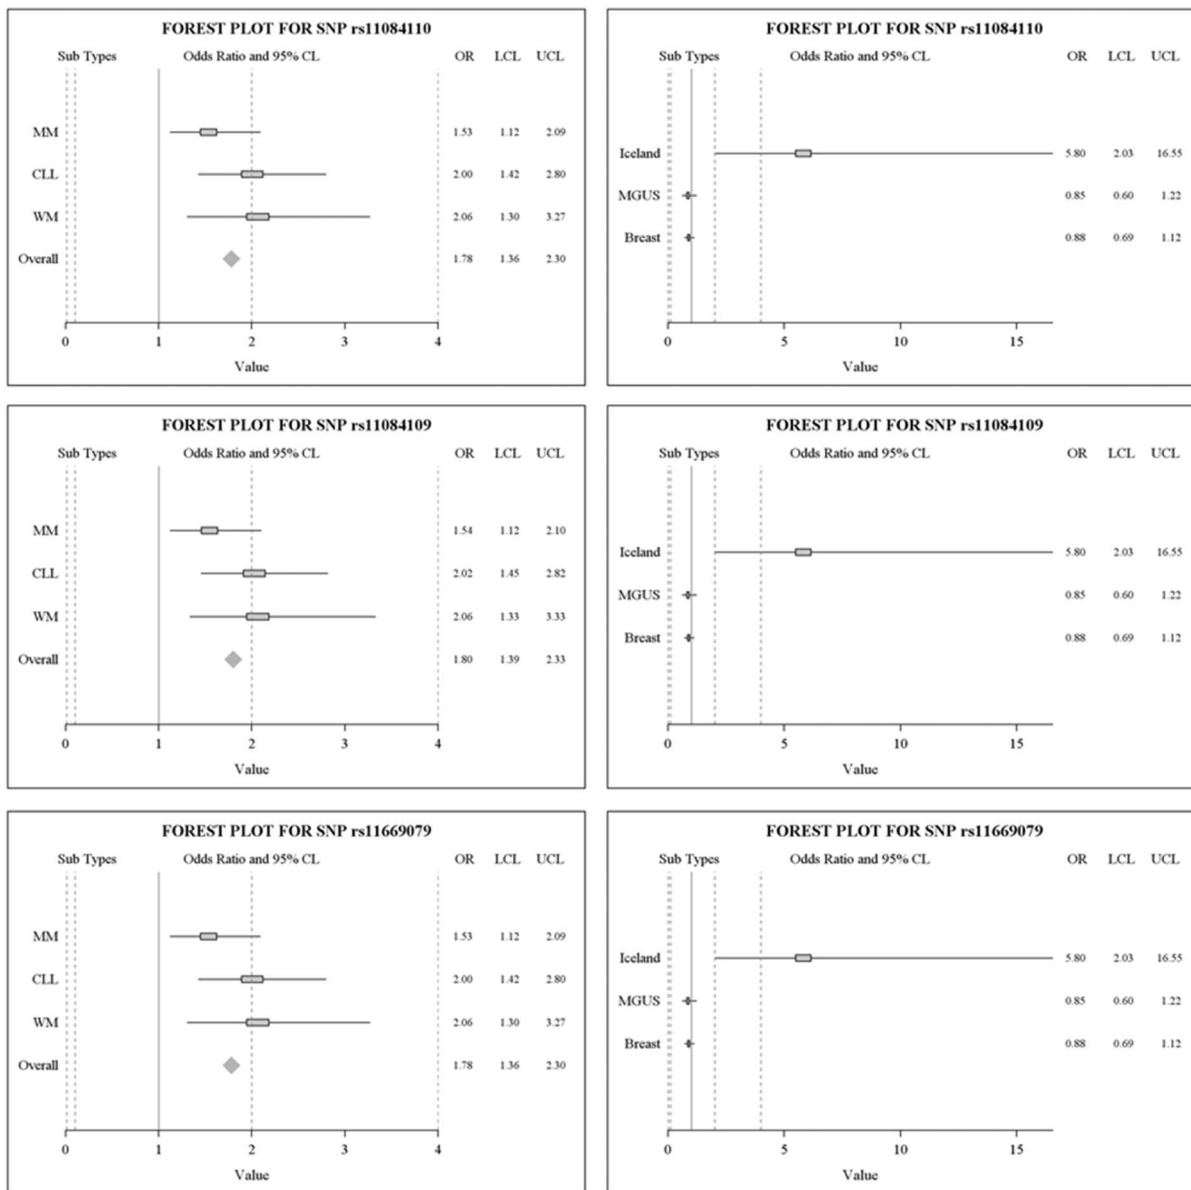 FOREST PLOT FOR SNP rs11084110
Sub Types Odds Ratio and 95% CL OR LCL UCL
MM 1.53 1.12 2.09
CLL 2.00 1.42 2.80
WM 2.06 1.30 3.27
Overall 1.78 1.36 2.30
0 1 2 3 4
Value
FOREST PLOT FOR SNP rs11084110
Sub Types Odds Ratio and 95% CL OR LCL UCL
Iceland 5.80 2.03 16.55
MGUS 0.85 0.60 1.22
Breast 0.88 0.69 1.12
0 5 10 15
Value
FOREST PLOT FOR SNP rs11084109
Sub Types Odds Ratio and 95% CL OR LCL UCL
MM 1.54 1.12 2.10
CLL 2.02 1.45 2.82
WM 2.06 1.33 3.33
Overall 1.80 1.39 2.33
0 1 2 3 4
Value
FOREST PLOT FOR SNP rs11084109
Sub Types Odds Ratio and 95% CL OR LCL UCL
Iceland 5.80 2.03 16.55
MGUS 0.85 0.60 1.22
Breast 0.88 0.69 1.12
0 5 10 15
Value
FOREST PLOT FOR SNP rs11669079
Sub Types Odds Ratio and 95% CL OR LCL UCL
MM 1.53 1.12 2.09
CLL 2.00 1.42 2.80
WM 2.06 1.30 3.27
Overall 1.78 1.36 2.30
0 1 2 3 4
Value
FOREST PLOT FOR SNP rs11669079
Sub Types Odds Ratio and 95% CL OR LCL UCL
Iceland 5.80 2.03 16.55
MGUS 0.85 0.60 1.22
Breast 0.88 0.69 1.12
0 5 10 15
Value